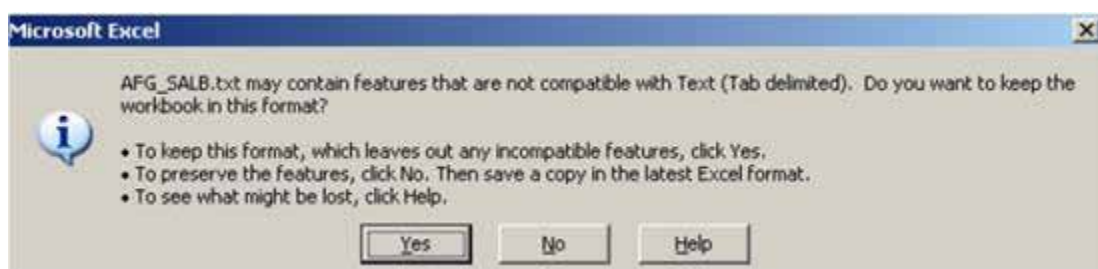 Microsoft Excel
AFG_SALB.txt may contain features that are not compatible with Text (Tab delimited).  Do you want to keep the
workbook in this format?
• To keep this format, which leaves out any incompatible features, click Yes.
• To preserve the features, click No. Then save a copy in the latest Excel format.
• To see what might be lost, click Help.
Yes No Help